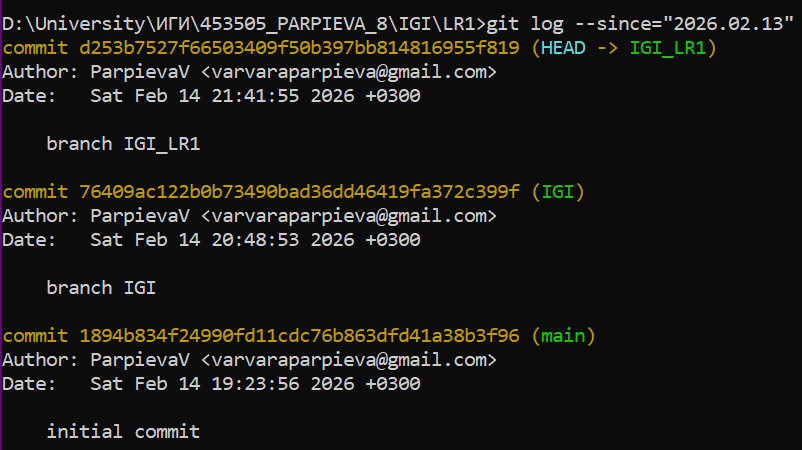 D:\University\ИГИ\453505_PARPIEVA_8\IGI\LR1>git log --since="2026.02.13"
commit d253b7527f66503409f50b397bb814816955f819 (HEAD -> IGI_LR1)
Author: ParpievaV <varvaraparpieva@gmail.com>
Date:   Sat Feb 14 21:41:55 2026 +0300
    branch IGI_LR1
commit 76409ac122b0b73490bad36dd46419fa372c399f (IGI)
Author: ParpievaV <varvaraparpieva@gmail.com>
Date:   Sat Feb 14 20:48:53 2026 +0300
    branch IGI
commit 1894b834f24990fd11cdc76b863dfd41a38b3f96 (main)
Author: ParpievaV <varvaraparpieva@gmail.com>
Date:   Sat Feb 14 19:23:56 2026 +0300
    initial commit